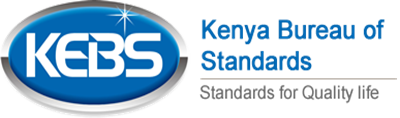 KEBS
Kenya Bureau of
Standards
Standards for Quality life